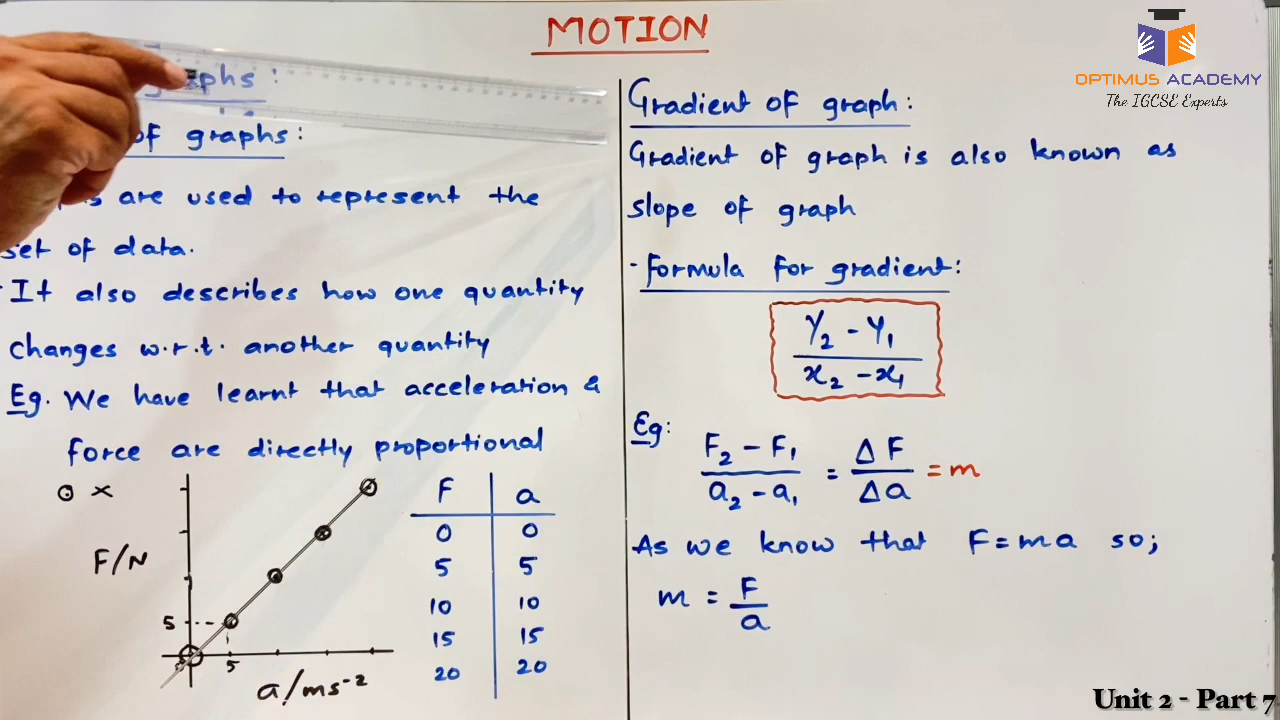 MOTION
OPTIMUS ACADEMY
The IGCSE Experts
of graphs:
are used to represent the
set of data.
· It also describes how one quantity
changes w.r.t. another quantity
Eg. We have learnt that acceleration &
force are directly proportional
F/N
5
5
a/ms⁻²
F a
0 0
5 5
10 10
15 15
20 20
Gradient of graph:
Gradient of graph is also known as
slope of graph
· Formula for gradient:
Y₂ - Y₁
x₂ - x₁
Eg:
F₂ - F₁ = ΔF = m
a₂ - a₁ Δa
As we know that F = ma so;
m = F
a
Unit 2 - Part 7